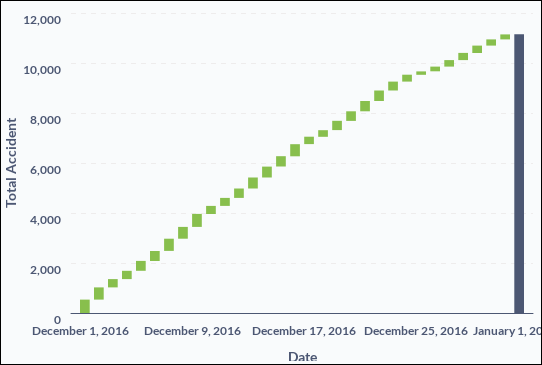 12,000
10,000
8,000
6,000
4,000
2,000
0
Total Accident
December 1, 2016 December 9, 2016 December 17, 2016 December 25, 2016 January 1, 20
Date